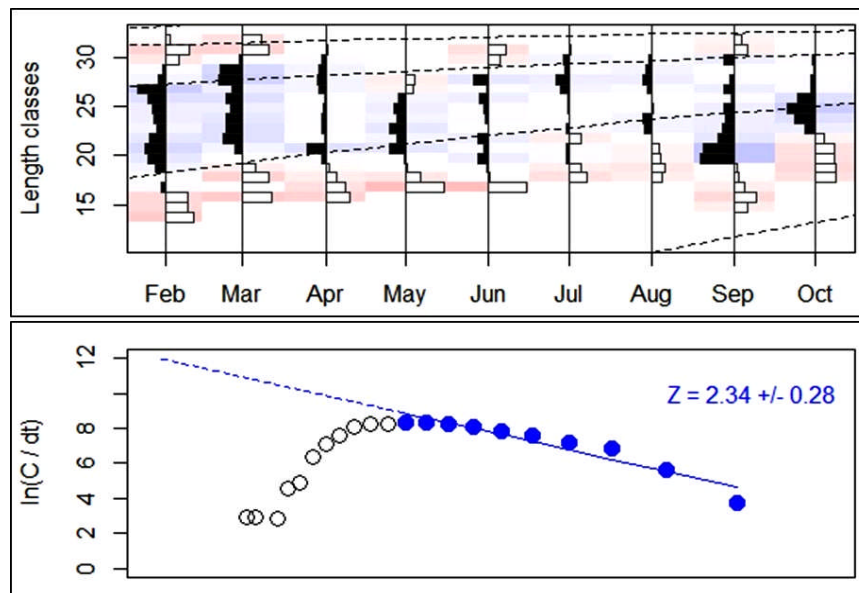 Length classes
30
25
20
15
Feb Mar Apr May Jun Jul Aug Sep Oct
ln(C / dt)
12
8
6
4
2
0
Z = 2.34 +/- 0.28